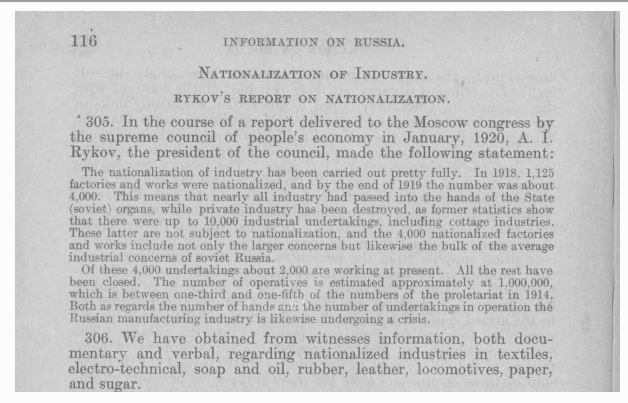 116
INFORMATION ON RUSSIA.
NATIONALIZATION OF INDUSTRY.
RYKOV'S REPORT ON NATIONALIZATION.
305. In the course of a report delivered to the Moscow congress by
the supreme council of people's economy in January, 1920, A. I.
Rykov, the president of the council, made the following statement:
The nationalization of industry has been carried out pretty fully. In 1918, 1,125
factories and works were nationalized, and by the end of 1919 the number was about
4,000. This means that nearly all industry had passed into the hands of the State
(soviet) organs, while private industry has been destroyed, as former statistics show
that there were up to 10,000 industrial undertakings, including cottage industries.
These latter are not subject to nationalization, and the 4,000 nationalized factories
and works include not only the larger concerns but likewise the bulk of the average
industrial concerns of soviet Russia.
Of these 4,000 undertakings about 2,000 are working at present. All the rest have
been closed. The number of operatives is estimated approximately at 1,000,000,
which is between one-third and one-fifth of the numbers of the proletariat in 1914.
Both as regards the number of hands and the number of undertakings in operation the
Russian manufacturing industry is likewise undergoing a crisis.
306. We have obtained from witnesses information, both docu-
mentary and verbal, regarding nationalized industries in textiles,
electro-technical, soap and oil, rubber, leather, locomotives, paper,
and sugar.